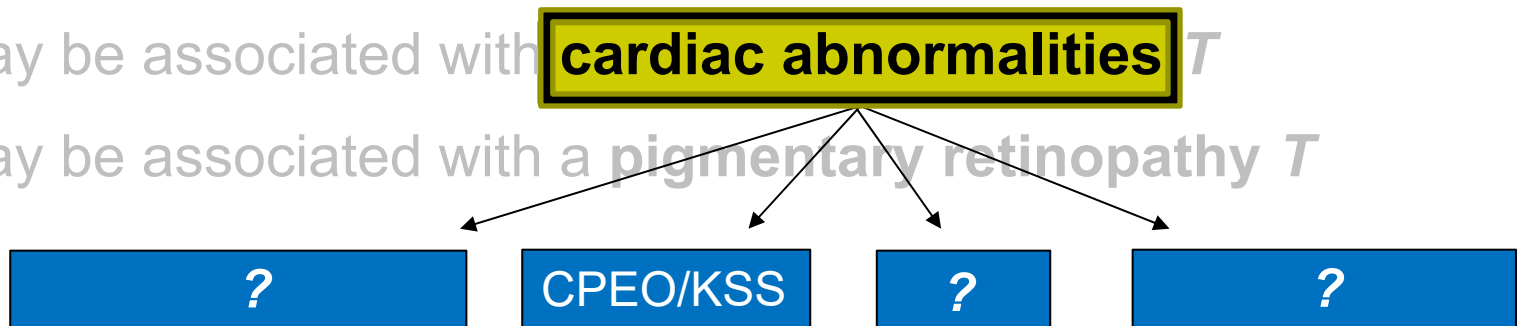 ay be associated with cardiac abnormalities T
ay be associated with a pigmentary retinopathy T
? CPEO/KSS ? ?